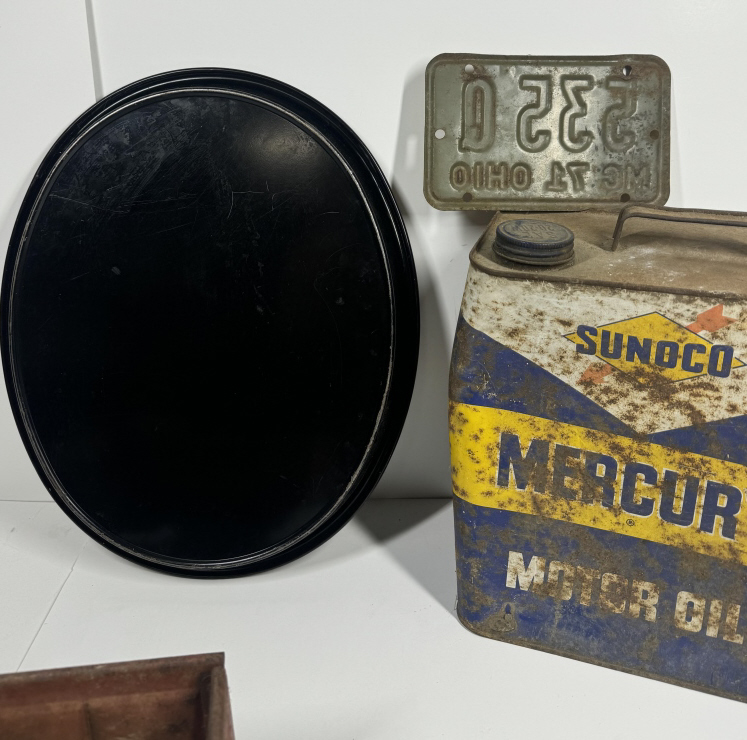 535
MC 71 OHIO
SUNOCO
MERCUR
®
MOTOR OIL